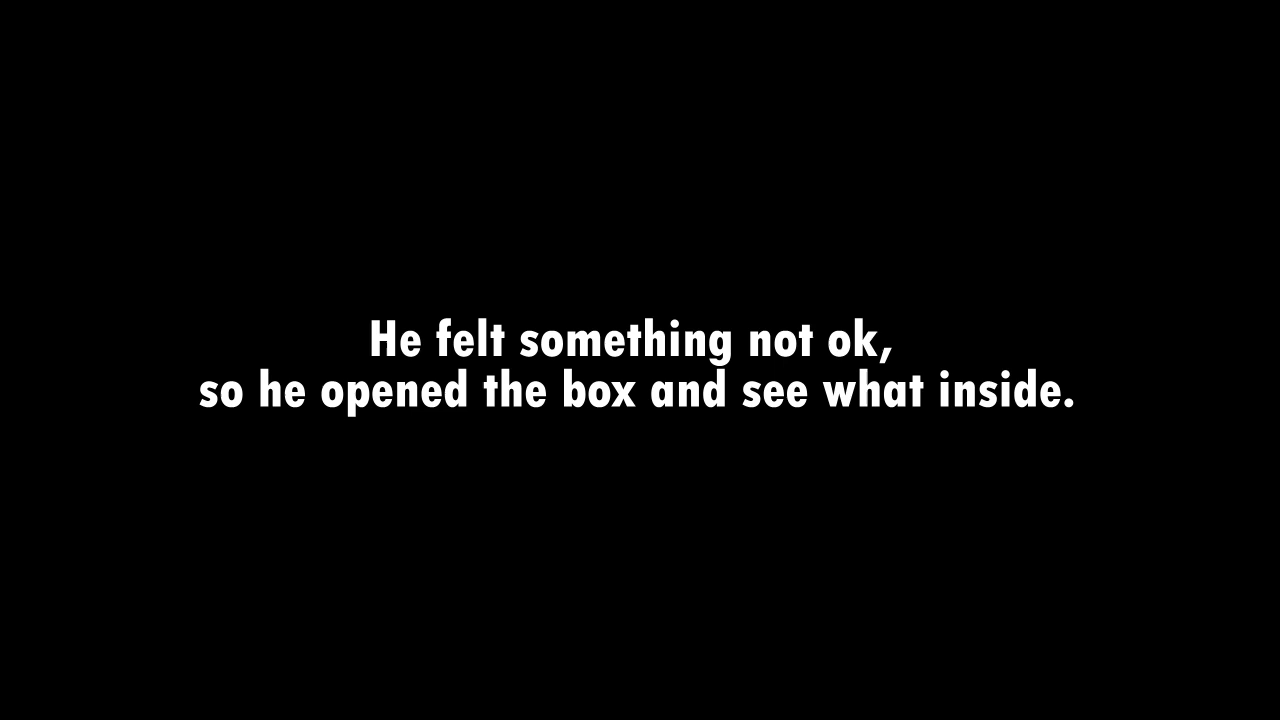 He felt something not ok,
so he opened the box and see what inside.